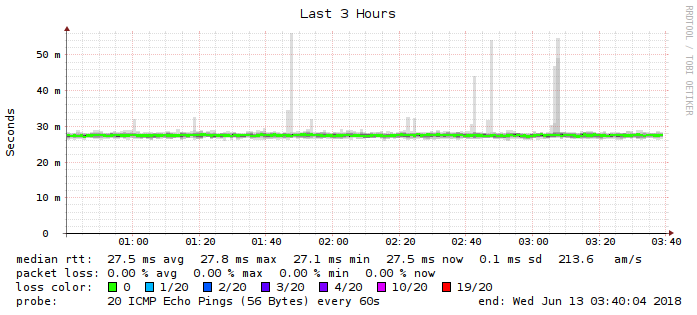 Last 3 Hours
RRDTOOL / TOBI OETIKER
Seconds
50 m
40 m
30 m
20 m
10 m
0
01:00 01:20 01:40 02:00 02:20 02:40 03:00 03:20 03:40
median rtt: 27.5 ms avg 27.8 ms max 27.1 ms min 27.5 ms now 0.1 ms sd 213.6 am/s
packet loss: 0.00 % avg 0.00 % max 0.00 % min 0.00 % now
loss color: 0 1/20 2/20 3/20 4/20 10/20 19/20
probe: 20 ICMP Echo Pings (56 Bytes) every 60s end: Wed Jun 13 03:40:04 2018